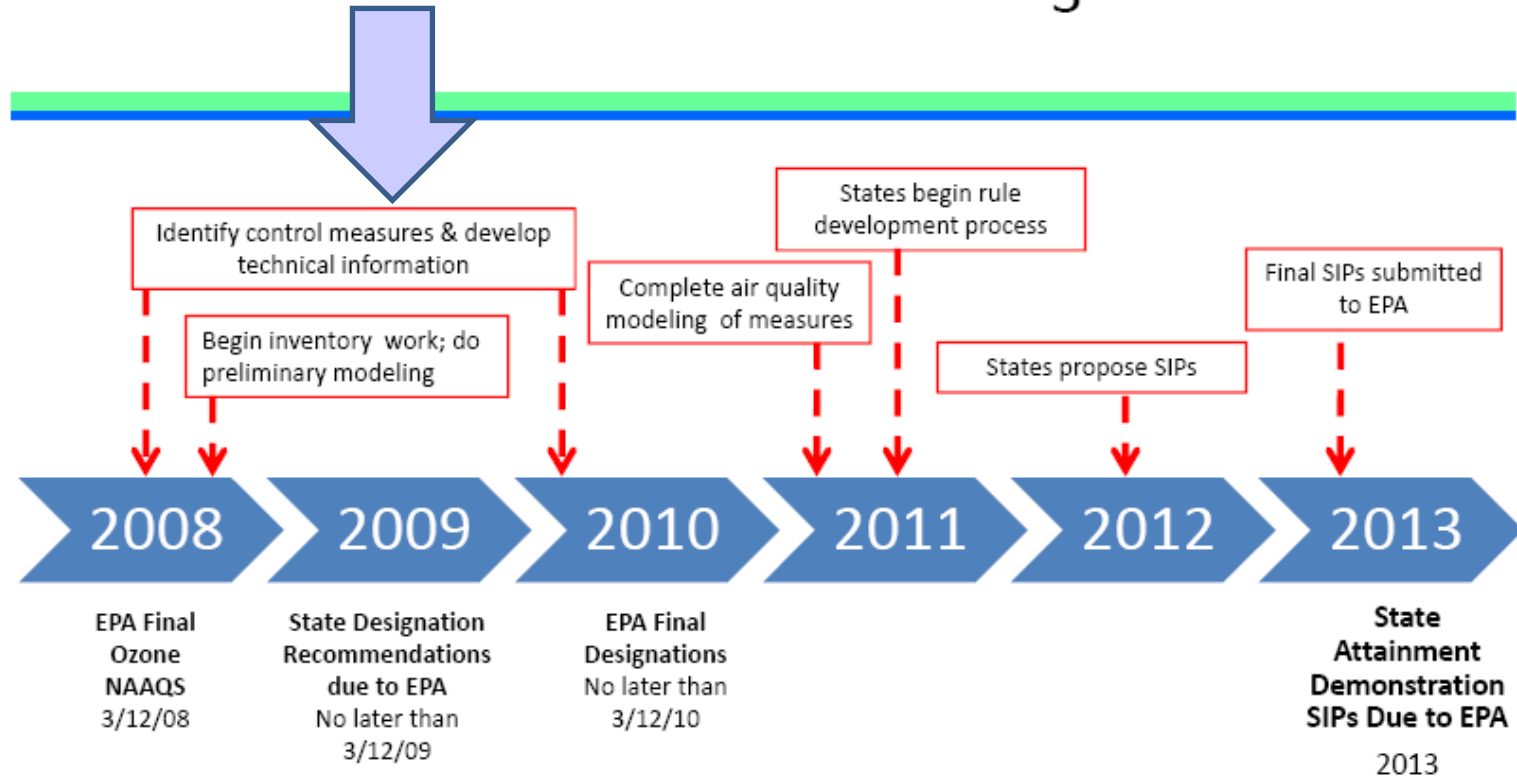 Identify control measures & develop
technical information
Begin inventory work; do
preliminary modeling
Complete air quality
modeling of measures
States begin rule
development process
States propose SIPs
Final SIPs submitted
to EPA
2008
2009
2010
2011
2012
2013
EPA Final
Ozone
NAAQS
3/12/08
State Designation
Recommendations
due to EPA
No later than
3/12/09
EPA Final
Designations
No later than
3/12/10
State
Attainment
Demonstration
SIPs Due to EPA
2013